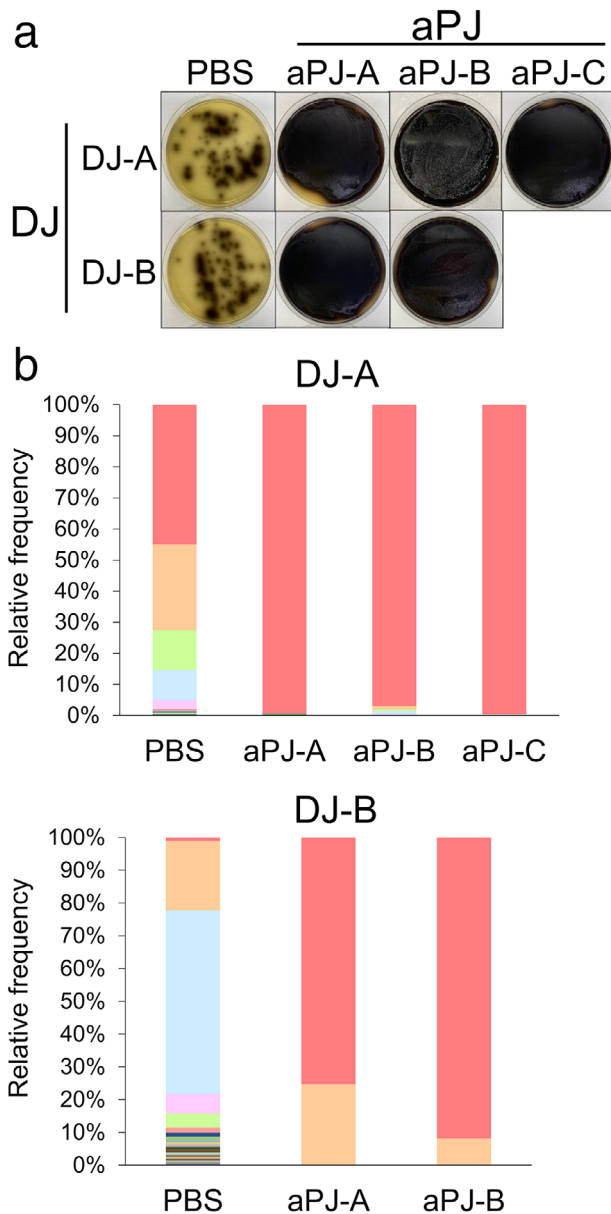 a
aPJ
PBS aPJ-A aPJ-B aPJ-C
DJ
DJ-A
DJ-B
b
DJ-A
Relative frequency
100%
90%
80%
70%
60%
50%
40%
30%
20%
10%
0%
PBS aPJ-A aPJ-B aPJ-C
DJ-B
Relative frequency
100%
90%
80%
70%
60%
50%
40%
30%
20%
10%
0%
PBS aPJ-A aPJ-B